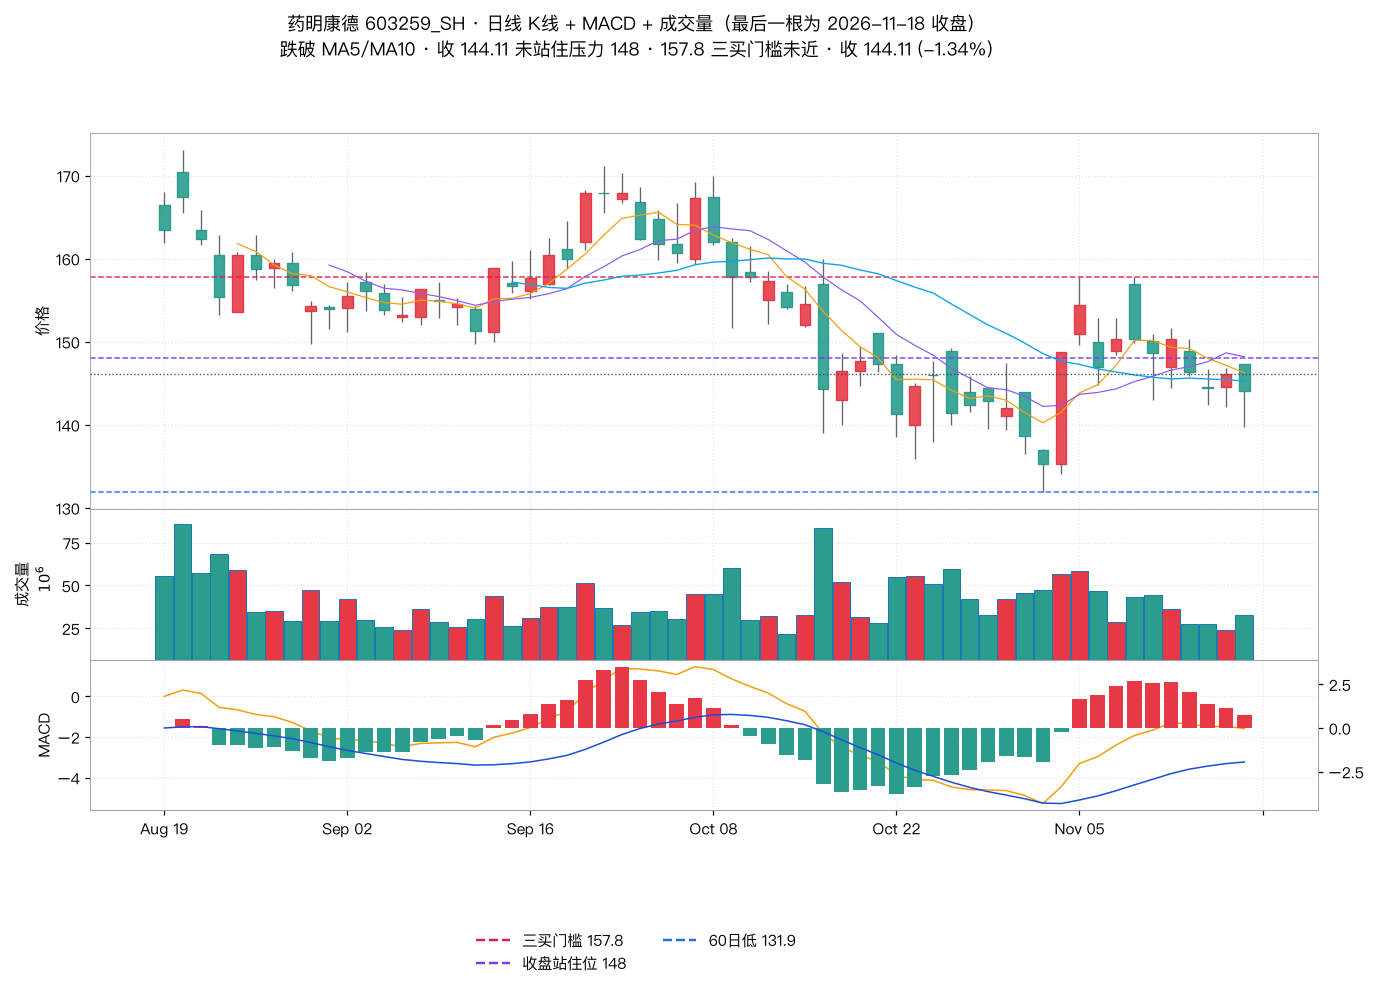 药明康德 603259_SH · 日线 K线 + MACD + 成交量（最后一根为 2026−11−18 收盘）
跌破 MA5/MA10 · 收 144.11 未站住压力 148 · 157.8 三买门槛未近 · 收 144.11 (−1.34%)
价格
170
160
150
140
130
成交量
10⁶
75
50
25
MACD
0
−2
−4
2.5
0.0
−2.5
Aug 19
Sep 02
Sep 16
Oct 08
Oct 22
Nov 05
三买门槛 157.8
60日低 131.9
收盘站住位 148